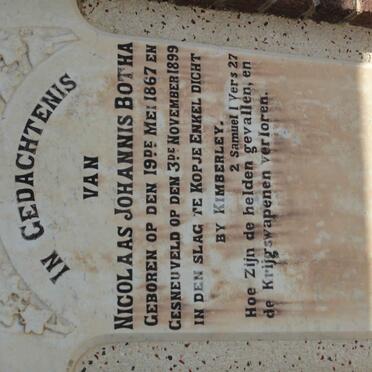 IN GEDACHTENIS
VAN
NICOLAAS JOHANNIS BOTHA
GEBOREN OP DEN 19DE MEI 1867 EN
GESNEUVELD OP DEN 3DE NOVEMBER 1899
IN DEN SLAG TE KOPJE ENKEL DICHT
BY KIMBERLEY.
2 Samuel 1 Vers 27
Hoe Zijn de helden gevallen, en
de Krijgswapenen verloren.